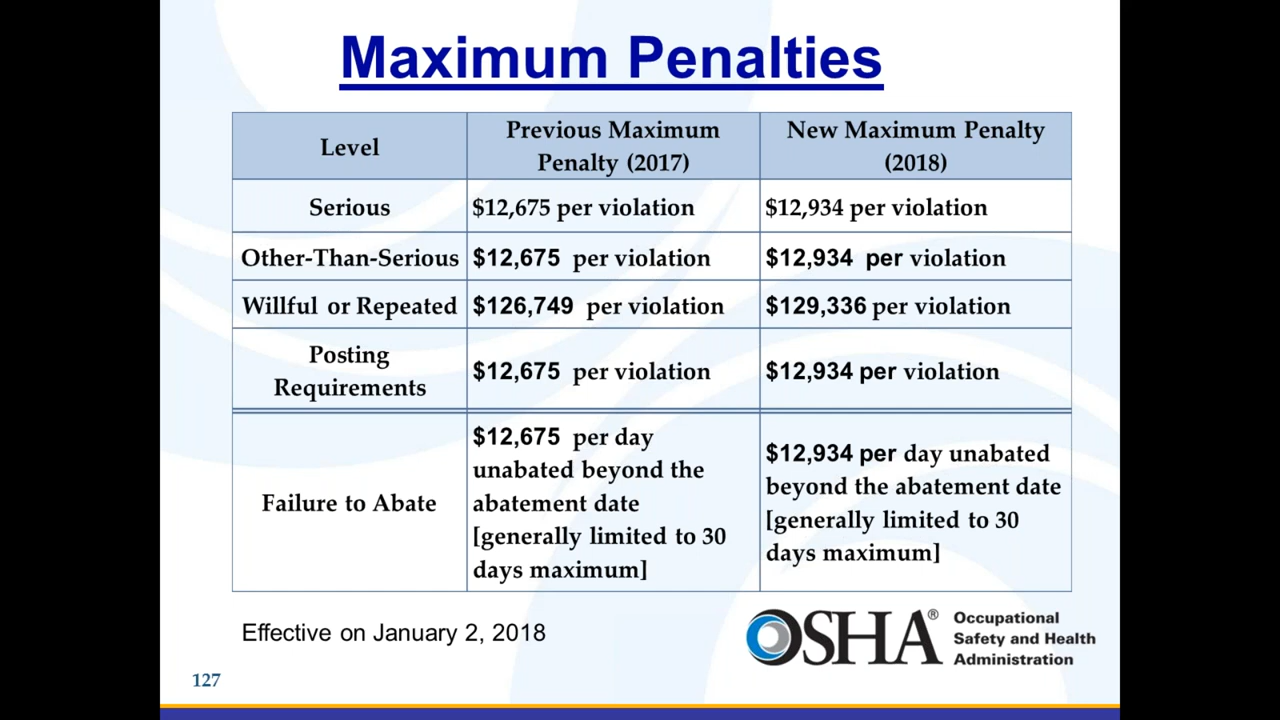 Maximum Penalties
Level
Previous Maximum
Penalty (2017)
New Maximum Penalty
(2018)
Serious
$12,675 per violation
$12,934 per violation
Other-Than-Serious
$12,675 per violation
$12,934 per violation
Willful or Repeated
$126,749 per violation
$129,336 per violation
Posting
Requirements
$12,675 per violation
$12,934 per violation
Failure to Abate
$12,675 per day
unabated beyond the
abatement date
[generally limited to 30
days maximum]
$12,934 per day unabated
beyond the abatement date
[generally limited to 30
days maximum]
Effective on January 2, 2018
OSHA®
Occupational
Safety and Health
Administration
127